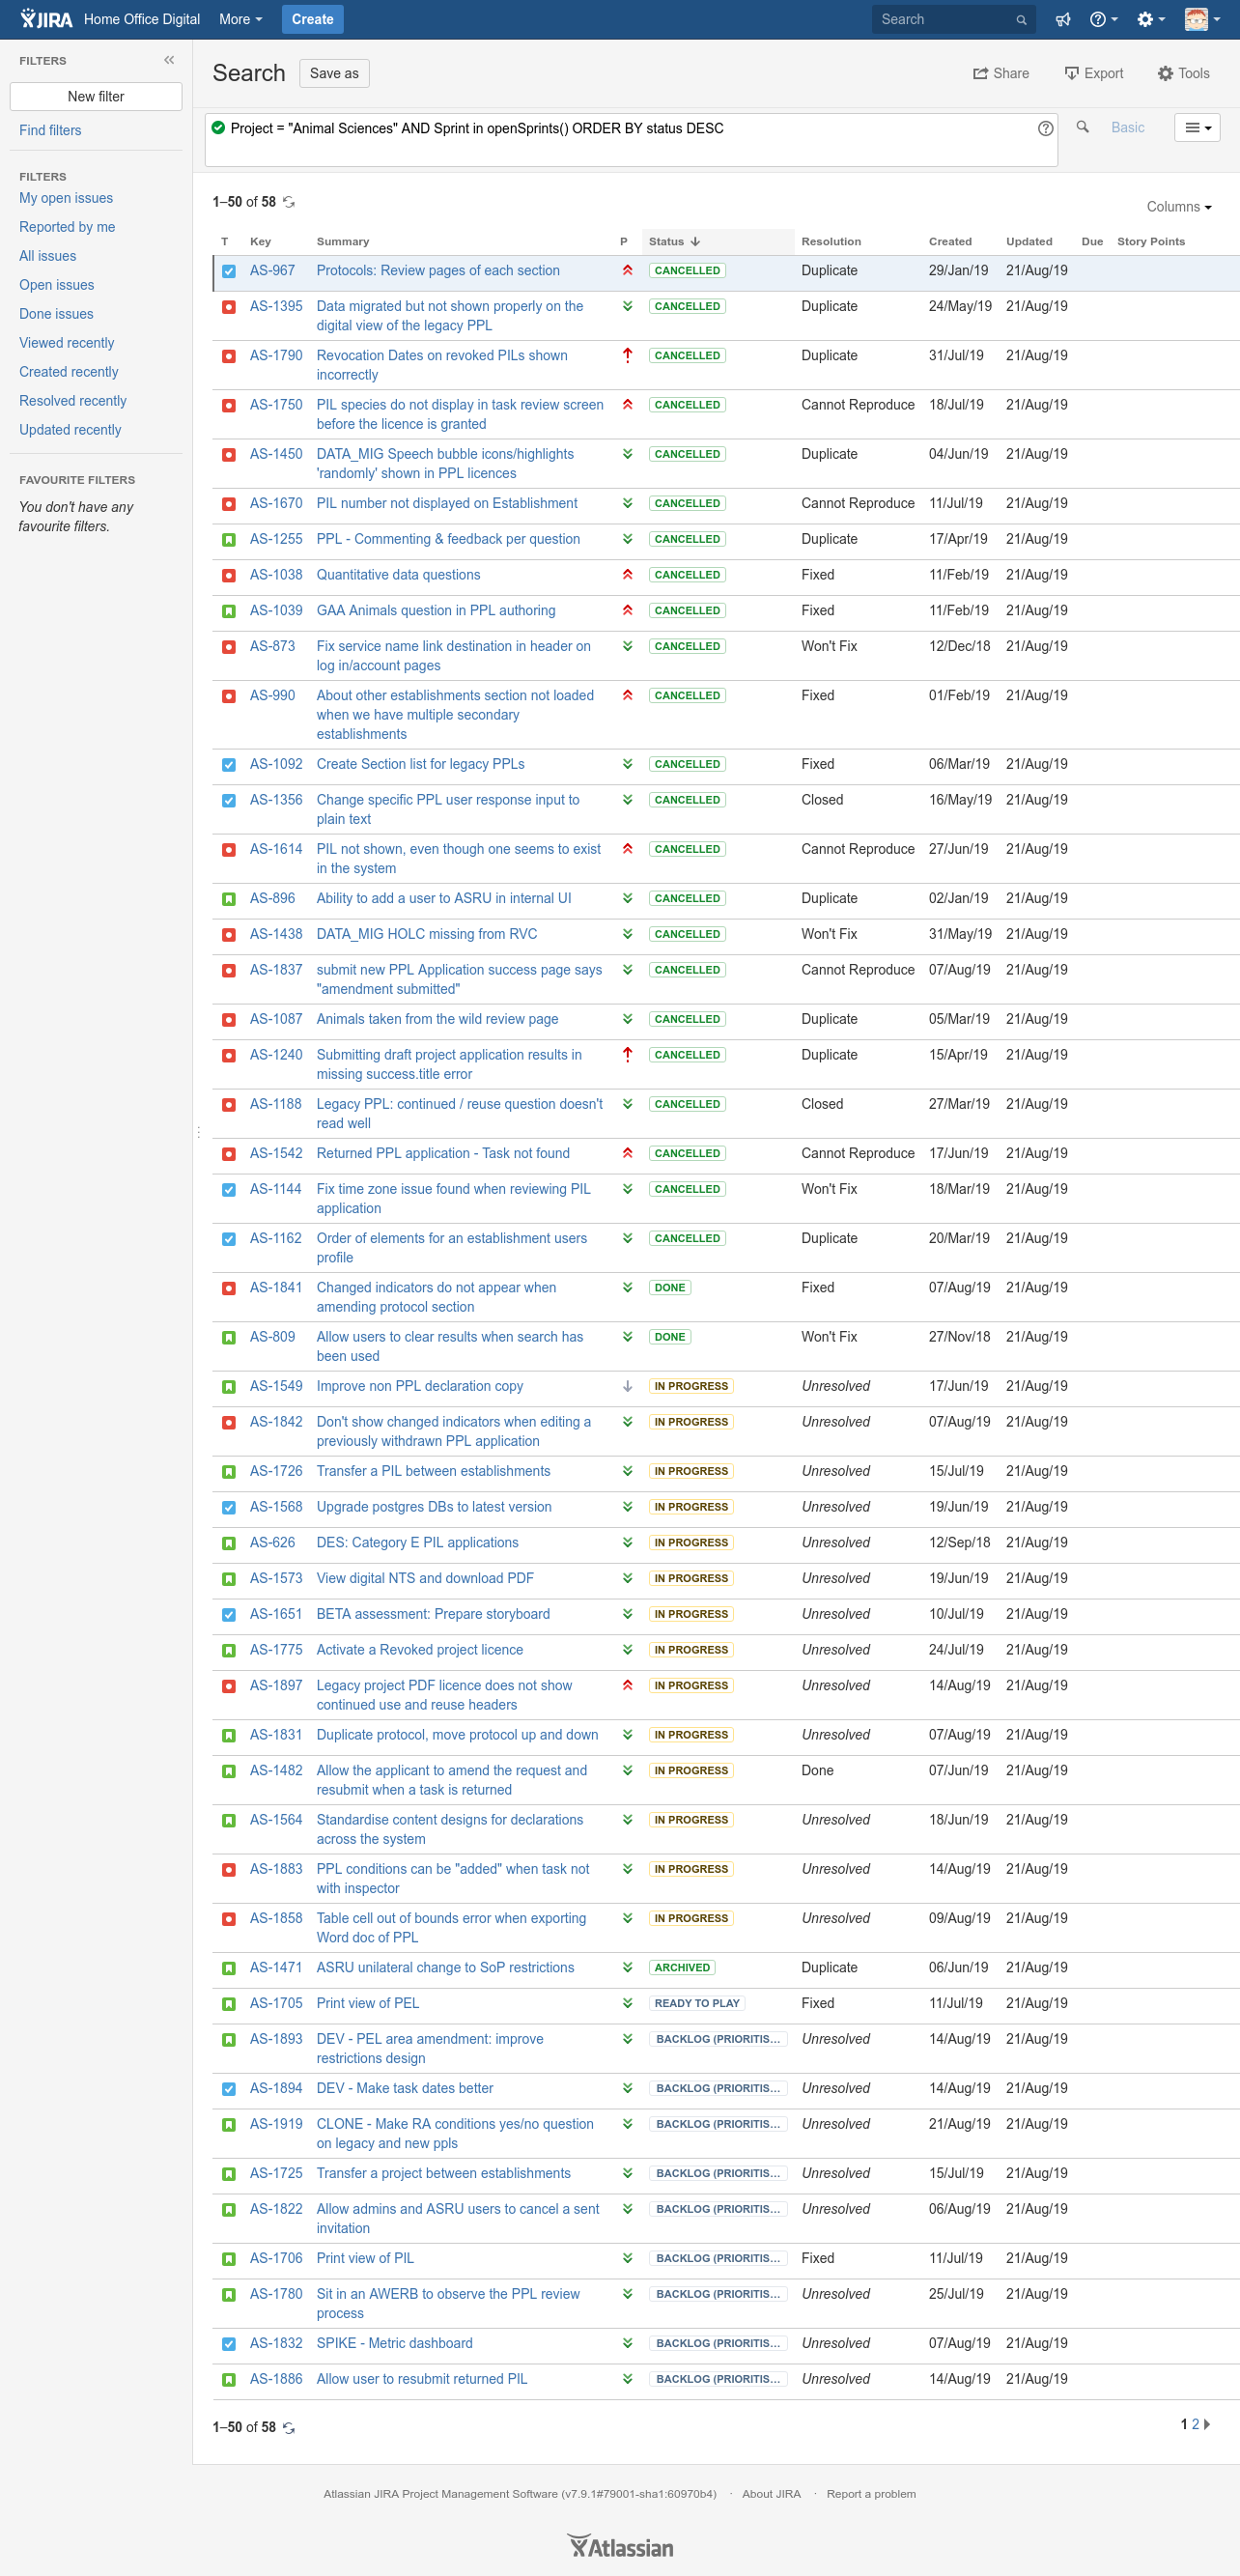 JIRA Home Office Digital More Create Search
FILTERS
New filter
Find filters
FILTERS
My open issues
Reported by me
All issues
Open issues
Done issues
Viewed recently
Created recently
Resolved recently
Updated recently
FAVOURITE FILTERS
You don't have any
favourite filters.
Search Save as Share Export Tools
Project = "Animal Sciences" AND Sprint in openSprints() ORDER BY status DESC Basic
1–50 of 58
Columns
T Key Summary P Status Resolution Created Updated Due Story Points
AS-967 Protocols: Review pages of each section CANCELLED Duplicate 29/Jan/19 21/Aug/19
AS-1395 Data migrated but not shown properly on the CANCELLED Duplicate 24/May/19 21/Aug/19
digital view of the legacy PPL
AS-1790 Revocation Dates on revoked PILs shown CANCELLED Duplicate 31/Jul/19 21/Aug/19
incorrectly
AS-1750 PIL species do not display in task review screen CANCELLED Cannot Reproduce 18/Jul/19 21/Aug/19
before the licence is granted
AS-1450 DATA_MIG Speech bubble icons/highlights CANCELLED Duplicate 04/Jun/19 21/Aug/19
'randomly' shown in PPL licences
AS-1670 PIL number not displayed on Establishment CANCELLED Cannot Reproduce 11/Jul/19 21/Aug/19
AS-1255 PPL - Commenting & feedback per question CANCELLED Duplicate 17/Apr/19 21/Aug/19
AS-1038 Quantitative data questions CANCELLED Fixed 11/Feb/19 21/Aug/19
AS-1039 GAA Animals question in PPL authoring CANCELLED Fixed 11/Feb/19 21/Aug/19
AS-873 Fix service name link destination in header on CANCELLED Won't Fix 12/Dec/18 21/Aug/19
log in/account pages
AS-990 About other establishments section not loaded CANCELLED Fixed 01/Feb/19 21/Aug/19
when we have multiple secondary
establishments
AS-1092 Create Section list for legacy PPLs CANCELLED Fixed 06/Mar/19 21/Aug/19
AS-1356 Change specific PPL user response input to CANCELLED Closed 16/May/19 21/Aug/19
plain text
AS-1614 PIL not shown, even though one seems to exist CANCELLED Cannot Reproduce 27/Jun/19 21/Aug/19
in the system
AS-896 Ability to add a user to ASRU in internal UI CANCELLED Duplicate 02/Jan/19 21/Aug/19
AS-1438 DATA_MIG HOLC missing from RVC CANCELLED Won't Fix 31/May/19 21/Aug/19
AS-1837 submit new PPL Application success page says CANCELLED Cannot Reproduce 07/Aug/19 21/Aug/19
"amendment submitted"
AS-1087 Animals taken from the wild review page CANCELLED Duplicate 05/Mar/19 21/Aug/19
AS-1240 Submitting draft project application results in CANCELLED Duplicate 15/Apr/19 21/Aug/19
missing success.title error
AS-1188 Legacy PPL: continued / reuse question doesn't CANCELLED Closed 27/Mar/19 21/Aug/19
read well
AS-1542 Returned PPL application - Task not found CANCELLED Cannot Reproduce 17/Jun/19 21/Aug/19
AS-1144 Fix time zone issue found when reviewing PIL CANCELLED Won't Fix 18/Mar/19 21/Aug/19
application
AS-1162 Order of elements for an establishment users CANCELLED Duplicate 20/Mar/19 21/Aug/19
profile
AS-1841 Changed indicators do not appear when DONE Fixed 07/Aug/19 21/Aug/19
amending protocol section
AS-809 Allow users to clear results when search has DONE Won't Fix 27/Nov/18 21/Aug/19
been used
AS-1549 Improve non PPL declaration copy IN PROGRESS Unresolved 17/Jun/19 21/Aug/19
AS-1842 Don't show changed indicators when editing a IN PROGRESS Unresolved 07/Aug/19 21/Aug/19
previously withdrawn PPL application
AS-1726 Transfer a PIL between establishments IN PROGRESS Unresolved 15/Jul/19 21/Aug/19
AS-1568 Upgrade postgres DBs to latest version IN PROGRESS Unresolved 19/Jun/19 21/Aug/19
AS-626 DES: Category E PIL applications IN PROGRESS Unresolved 12/Sep/18 21/Aug/19
AS-1573 View digital NTS and download PDF IN PROGRESS Unresolved 19/Jun/19 21/Aug/19
AS-1651 BETA assessment: Prepare storyboard IN PROGRESS Unresolved 10/Jul/19 21/Aug/19
AS-1775 Activate a Revoked project licence IN PROGRESS Unresolved 24/Jul/19 21/Aug/19
AS-1897 Legacy project PDF licence does not show IN PROGRESS Unresolved 14/Aug/19 21/Aug/19
continued use and reuse headers
AS-1831 Duplicate protocol, move protocol up and down IN PROGRESS Unresolved 07/Aug/19 21/Aug/19
AS-1482 Allow the applicant to amend the request and IN PROGRESS Done 07/Jun/19 21/Aug/19
resubmit when a task is returned
AS-1564 Standardise content designs for declarations IN PROGRESS Unresolved 18/Jun/19 21/Aug/19
across the system
AS-1883 PPL conditions can be "added" when task not IN PROGRESS Unresolved 14/Aug/19 21/Aug/19
with inspector
AS-1858 Table cell out of bounds error when exporting IN PROGRESS Unresolved 09/Aug/19 21/Aug/19
Word doc of PPL
AS-1471 ASRU unilateral change to SoP restrictions ARCHIVED Duplicate 06/Jun/19 21/Aug/19
AS-1705 Print view of PEL READY TO PLAY Fixed 11/Jul/19 21/Aug/19
AS-1893 DEV - PEL area amendment: improve BACKLOG (PRIORITIS... Unresolved 14/Aug/19 21/Aug/19
restrictions design
AS-1894 DEV - Make task dates better BACKLOG (PRIORITIS... Unresolved 14/Aug/19 21/Aug/19
AS-1919 CLONE - Make RA conditions yes/no question BACKLOG (PRIORITIS... Unresolved 21/Aug/19 21/Aug/19
on legacy and new ppls
AS-1725 Transfer a project between establishments BACKLOG (PRIORITIS... Unresolved 15/Jul/19 21/Aug/19
AS-1822 Allow admins and ASRU users to cancel a sent BACKLOG (PRIORITIS... Unresolved 06/Aug/19 21/Aug/19
invitation
AS-1706 Print view of PIL BACKLOG (PRIORITIS... Fixed 11/Jul/19 21/Aug/19
AS-1780 Sit in an AWERB to observe the PPL review BACKLOG (PRIORITIS... Unresolved 25/Jul/19 21/Aug/19
process
AS-1832 SPIKE - Metric dashboard BACKLOG (PRIORITIS... Unresolved 07/Aug/19 21/Aug/19
AS-1886 Allow user to resubmit returned PIL BACKLOG (PRIORITIS... Unresolved 14/Aug/19 21/Aug/19
1–50 of 58 1 2
Atlassian JIRA Project Management Software (v7.9.1#79001-sha1:60970b4) · About JIRA · Report a problem
Atlassian